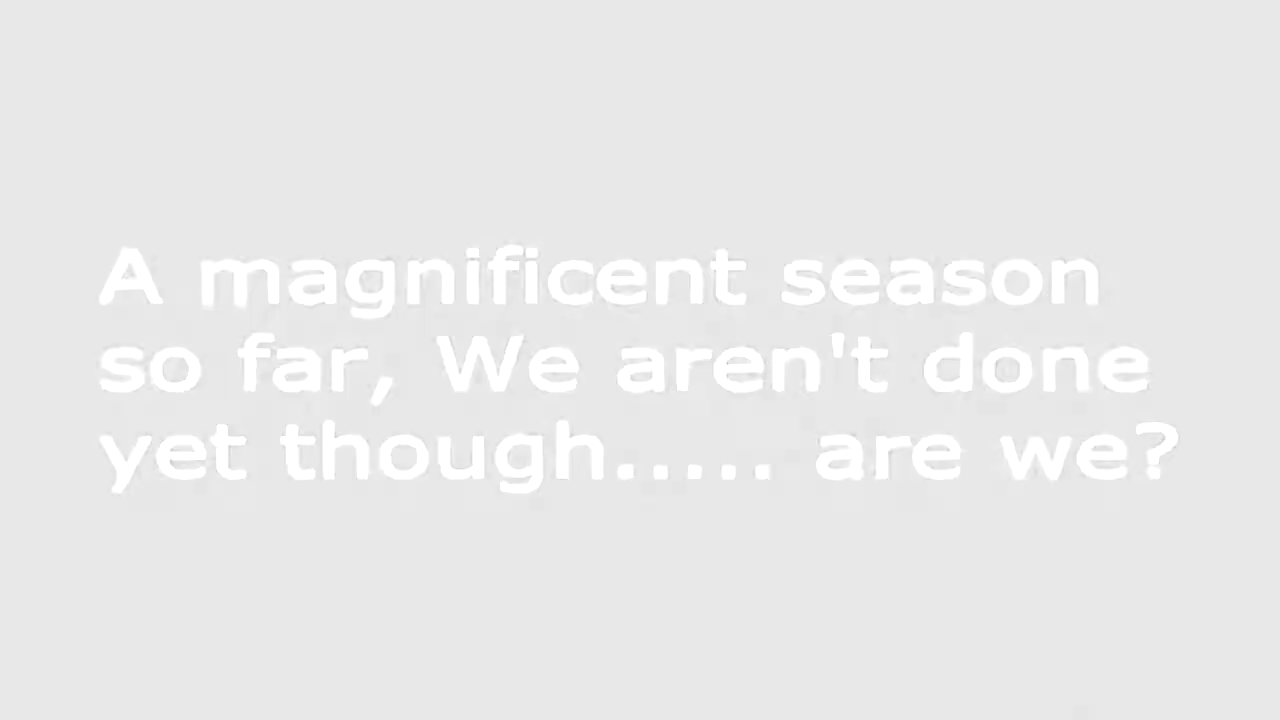 A magnificent season
so far, We aren't done
yet though..... are we?